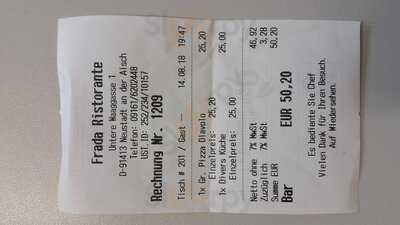 Frada Ristorante
Untere Waaggasse 1
D-91413 Neustadt an der Aisch
Telefon: 09161/6202448
UST.ID: 252/234/10157
Rechnung Nr. 1209
Tisch # 201 / Gast — 14.08.18 19:47
1x Gr. Pizza Diavolo 25,20
Einzelpreis: 25,20
1x Divers Küche 25,00
Einzelpreis: 25,00
Netto ohne 7% MwSt 46,92
Zuzüglich 7% MwSt 3,28
Summe EUR 50,20
Bar EUR 50,20
Es bediente Sie Chef
Vielen Dank für Ihren Besuch.
Auf Wiedersehen.